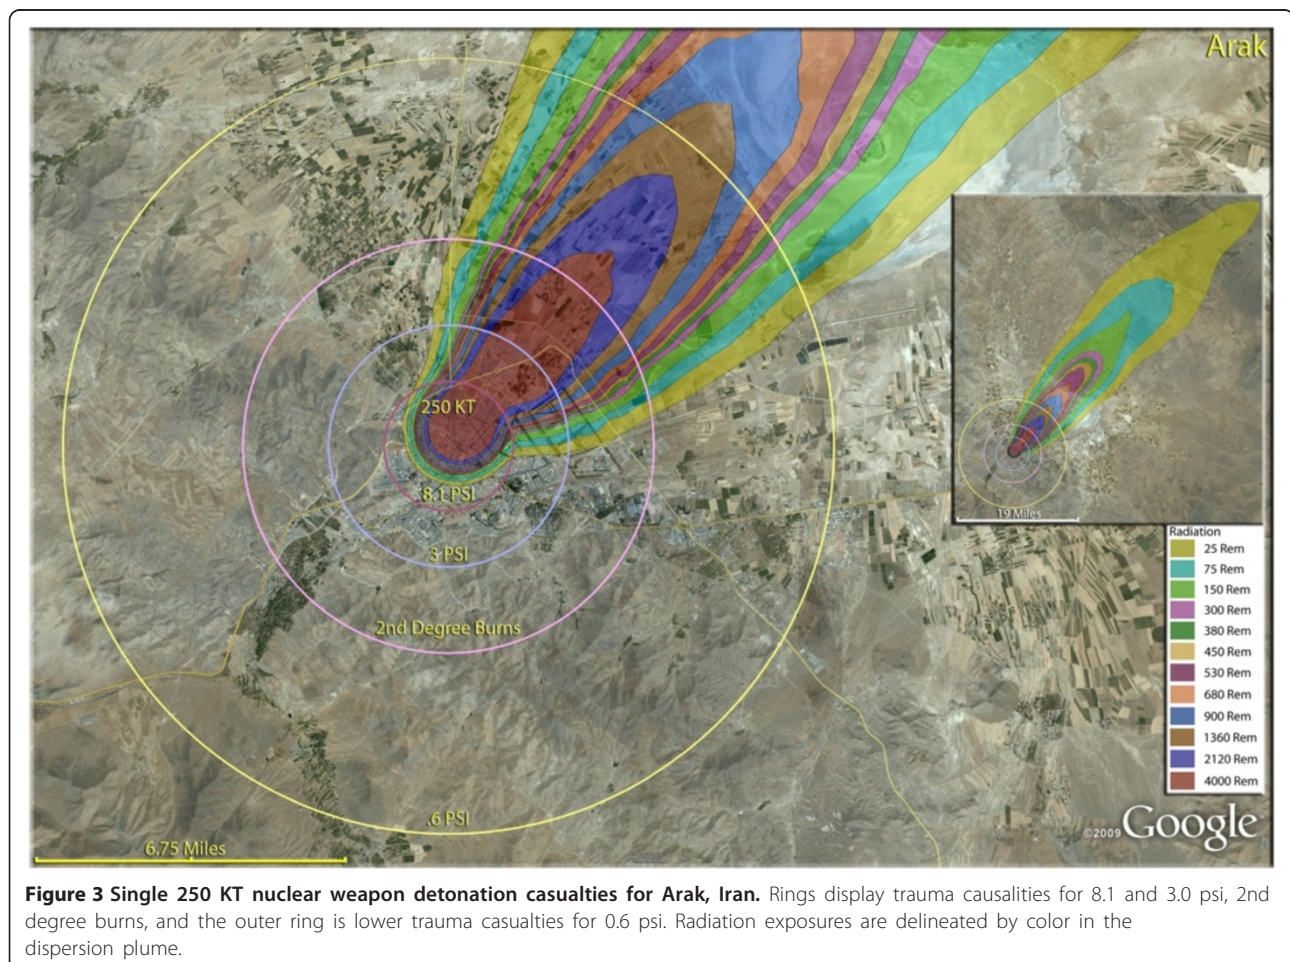 Arak
250 KT
8.1 PSI
3 PSI
2nd Degree Burns
.6 PSI
6.75 Miles
19 Miles
Radiation
25 Rem
75 Rem
150 Rem
300 Rem
380 Rem
450 Rem
530 Rem
680 Rem
900 Rem
1360 Rem
2120 Rem
4000 Rem
©2009 Google
Figure 3 Single 250 KT nuclear weapon detonation casualties for Arak, Iran. Rings display trauma causalities for 8.1 and 3.0 psi, 2nd
degree burns, and the outer ring is lower trauma casualties for 0.6 psi. Radiation exposures are delineated by color in the
dispersion plume.